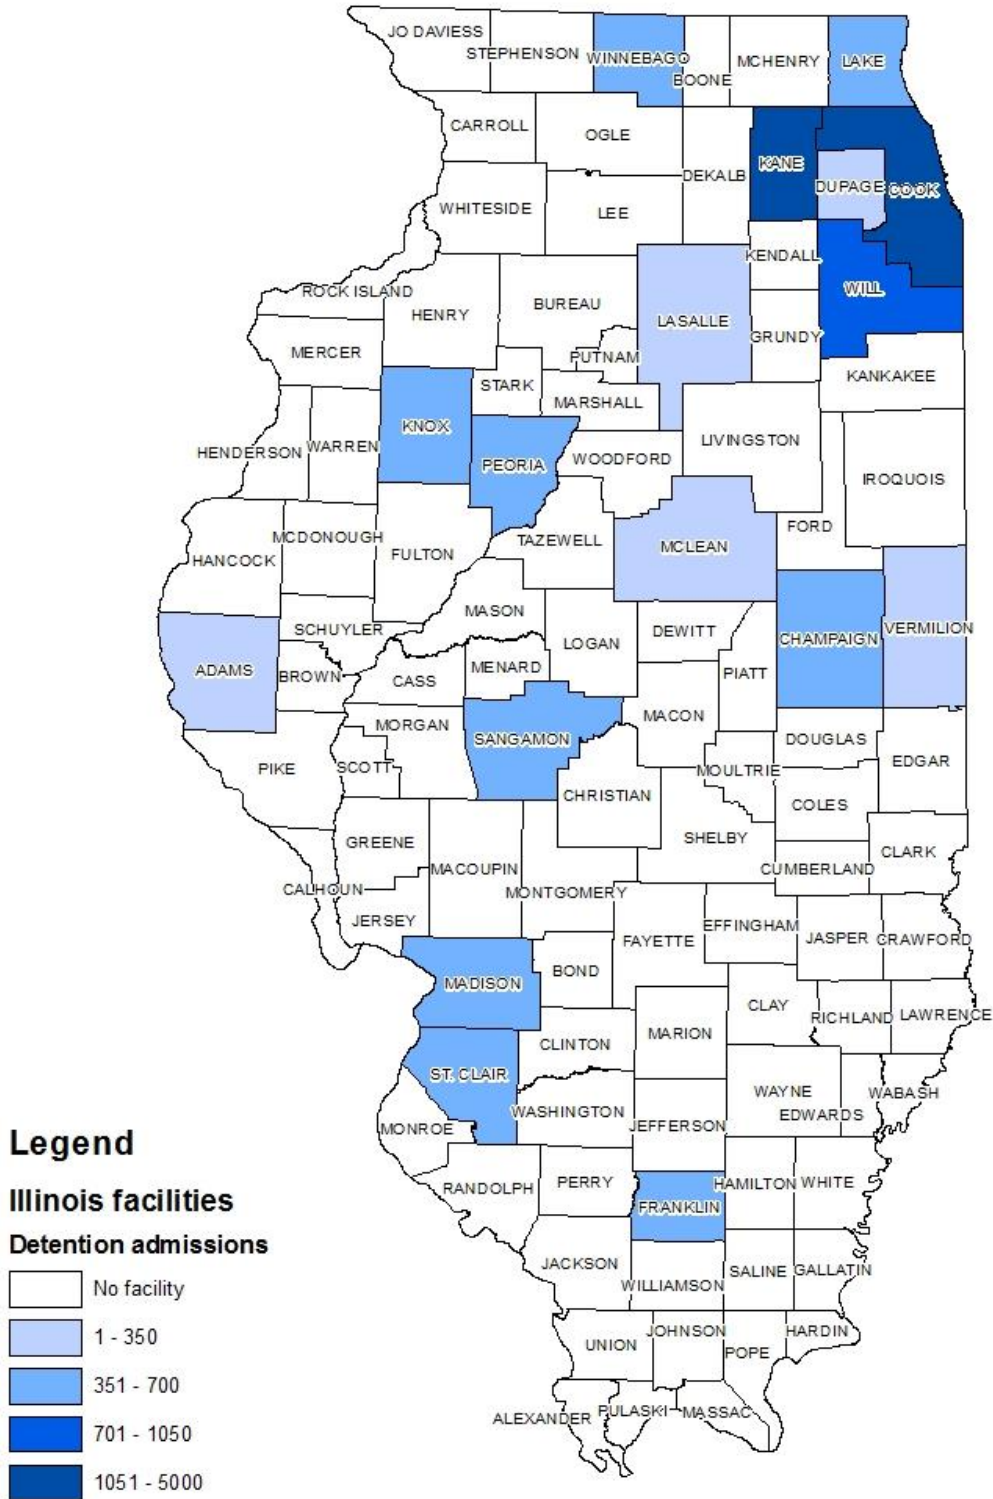 JO DAVIESS
STEPHENSON
WINNEBAGO
BOONE
MCHENRY
LAKE
CARROLL
OGLE
DEKALB
KANE
DUPAGE
COOK
WHITESIDE
LEE
KENDALL
WILL
ROCK ISLAND
HENRY
BUREAU
LASALLE
GRUNDY
MERCER
PUTNAM
KANKAKEE
STARK
MARSHALL
KNOX
HENDERSON
WARREN
PEORIA
WOODFORD
LIVINGSTON
IROQUOIS
FORD
HANCOCK
MCDONOUGH
FULTON
TAZEWELL
MCLEAN
MASON
SCHUYLER
LOGAN
DEWITT
CHAMPAIGN
VERMILION
ADAMS
BROWN
CASS
MENARD
PIATT
MORGAN
SANGAMON
MACON
DOUGLAS
EDGAR
PIKE
SCOTT
CHRISTIAN
MOULTRIE
COLES
GREENE
MACOUPIN
SHELBY
CUMBERLAND
CLARK
CALHOUN
JERSEY
MONTGOMERY
FAYETTE
EFFINGHAM
JASPER
CRAWFORD
MADISON
BOND
CLAY
RICHLAND
LAWRENCE
CLINTON
MARION
ST. CLAIR
WASHINGTON
WAYNE
EDWARDS
WABASH
MONROE
JEFFERSON
RANDOLPH
PERRY
FRANKLIN
HAMILTON
WHITE
JACKSON
WILLIAMSON
SALINE
GALLATIN
UNION
JOHNSON
POPE
HARDIN
ALEXANDER
PULASKI
MASSAC
Legend
Illinois facilities
Detention admissions
No facility
1 - 350
351 - 700
701 - 1050
1051 - 5000